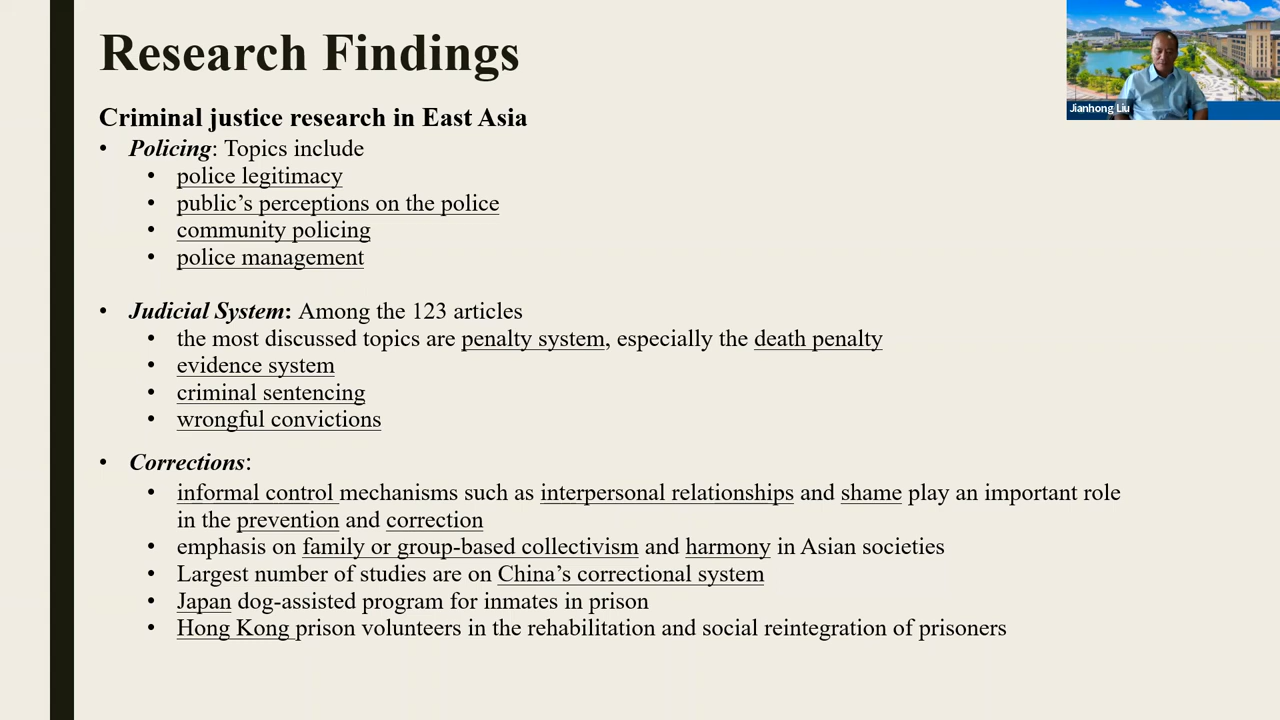 Research Findings
Jianhong Liu
Criminal justice research in East Asia
• Policing: Topics include
• police legitimacy
• public’s perceptions on the police
• community policing
• police management
• Judicial System: Among the 123 articles
• the most discussed topics are penalty system, especially the death penalty
• evidence system
• criminal sentencing
• wrongful convictions
• Corrections:
• informal control mechanisms such as interpersonal relationships and shame play an important role
in the prevention and correction
• emphasis on family or group-based collectivism and harmony in Asian societies
• Largest number of studies are on China’s correctional system
• Japan dog-assisted program for inmates in prison
• Hong Kong prison volunteers in the rehabilitation and social reintegration of prisoners